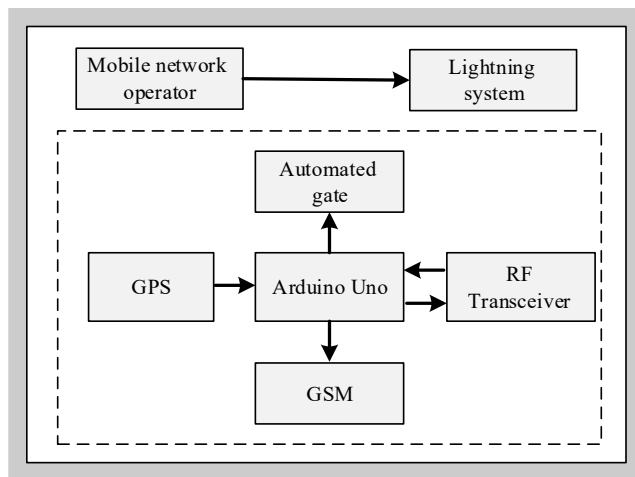 Mobile network
operator
Lightning
system
Automated
gate
GPS
Arduino Uno
RF
Transceiver
GSM